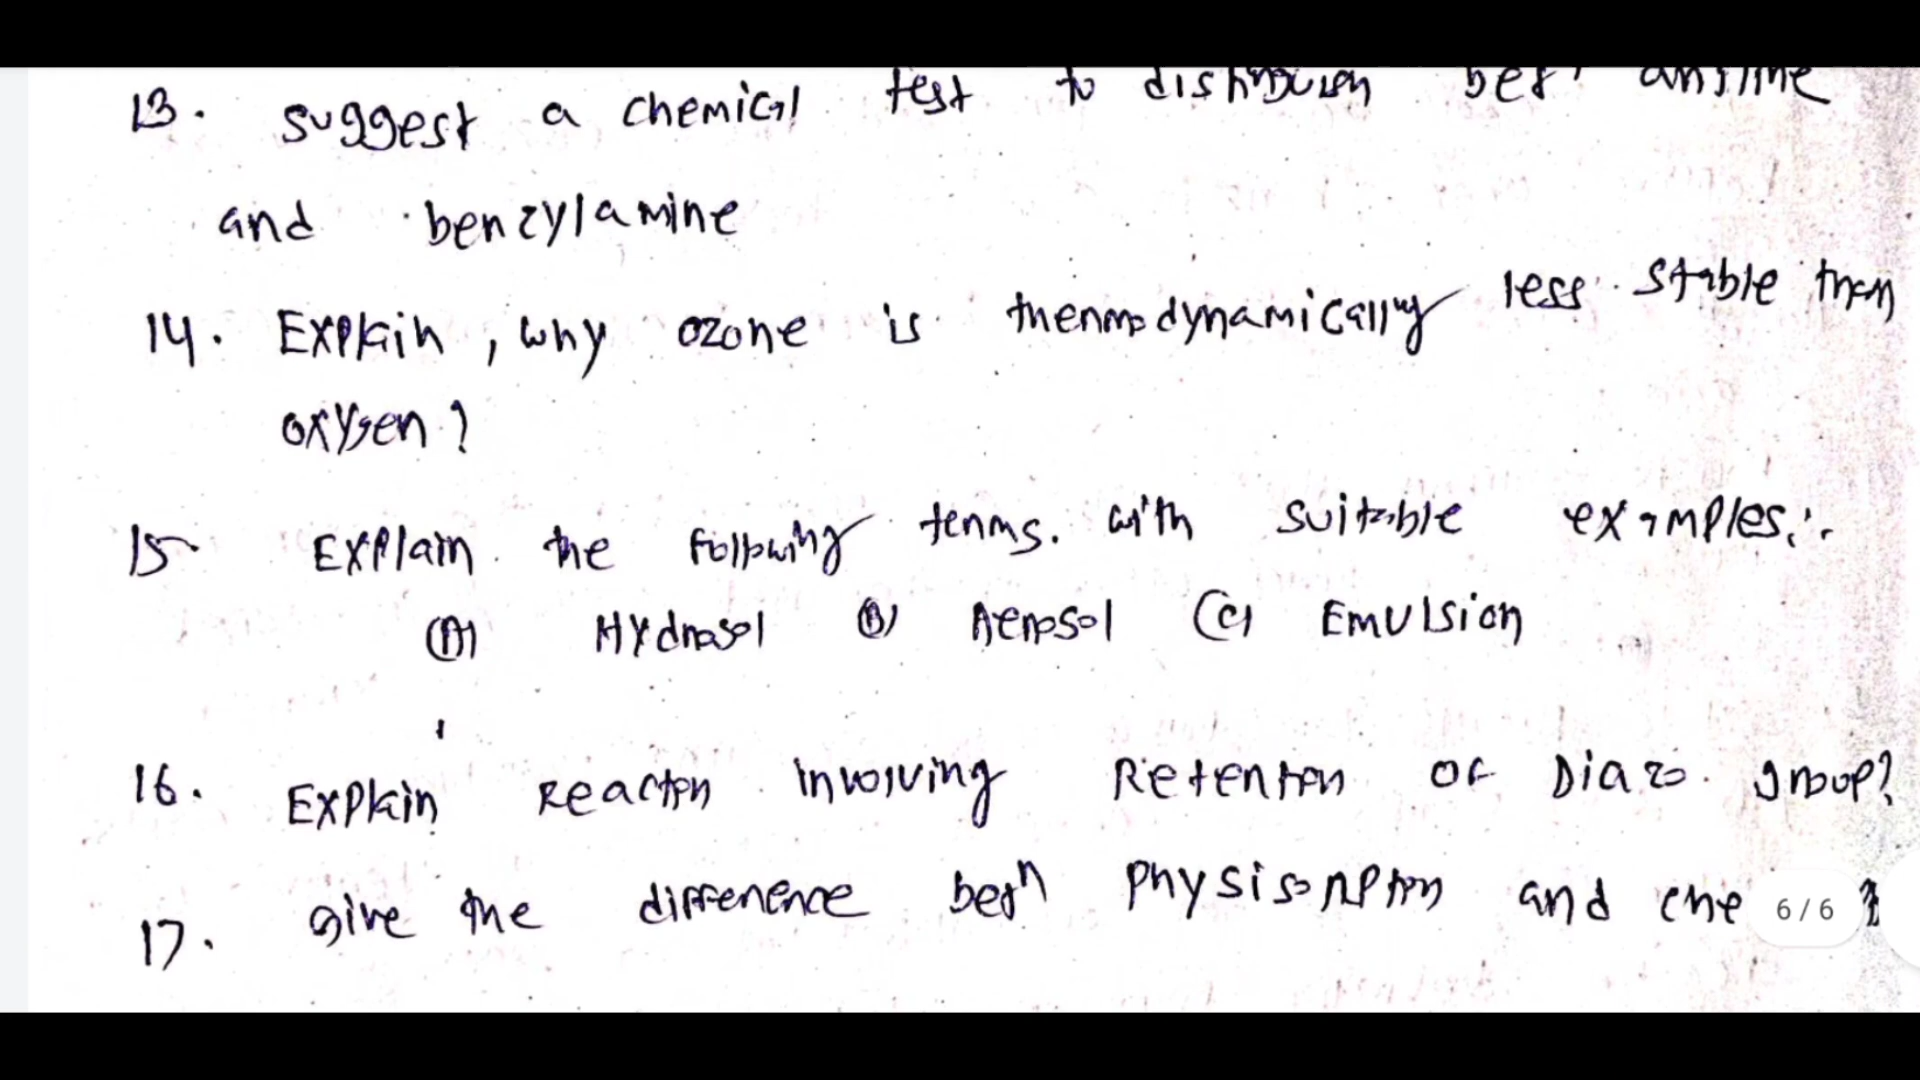 13. suggest a chemical test to distinguish bet' aniline
and benzylamine
14. Explain, why ozone is thermodynamically less stable than
oxygen?
15 Explain the following terms. with suitable examples:-
(A) Hydrosol (B) Aerosol (C) Emulsion
16. Explain Reaction involving Retention of Diazo group?
17. give the difference betn physisorption and che
6 / 6